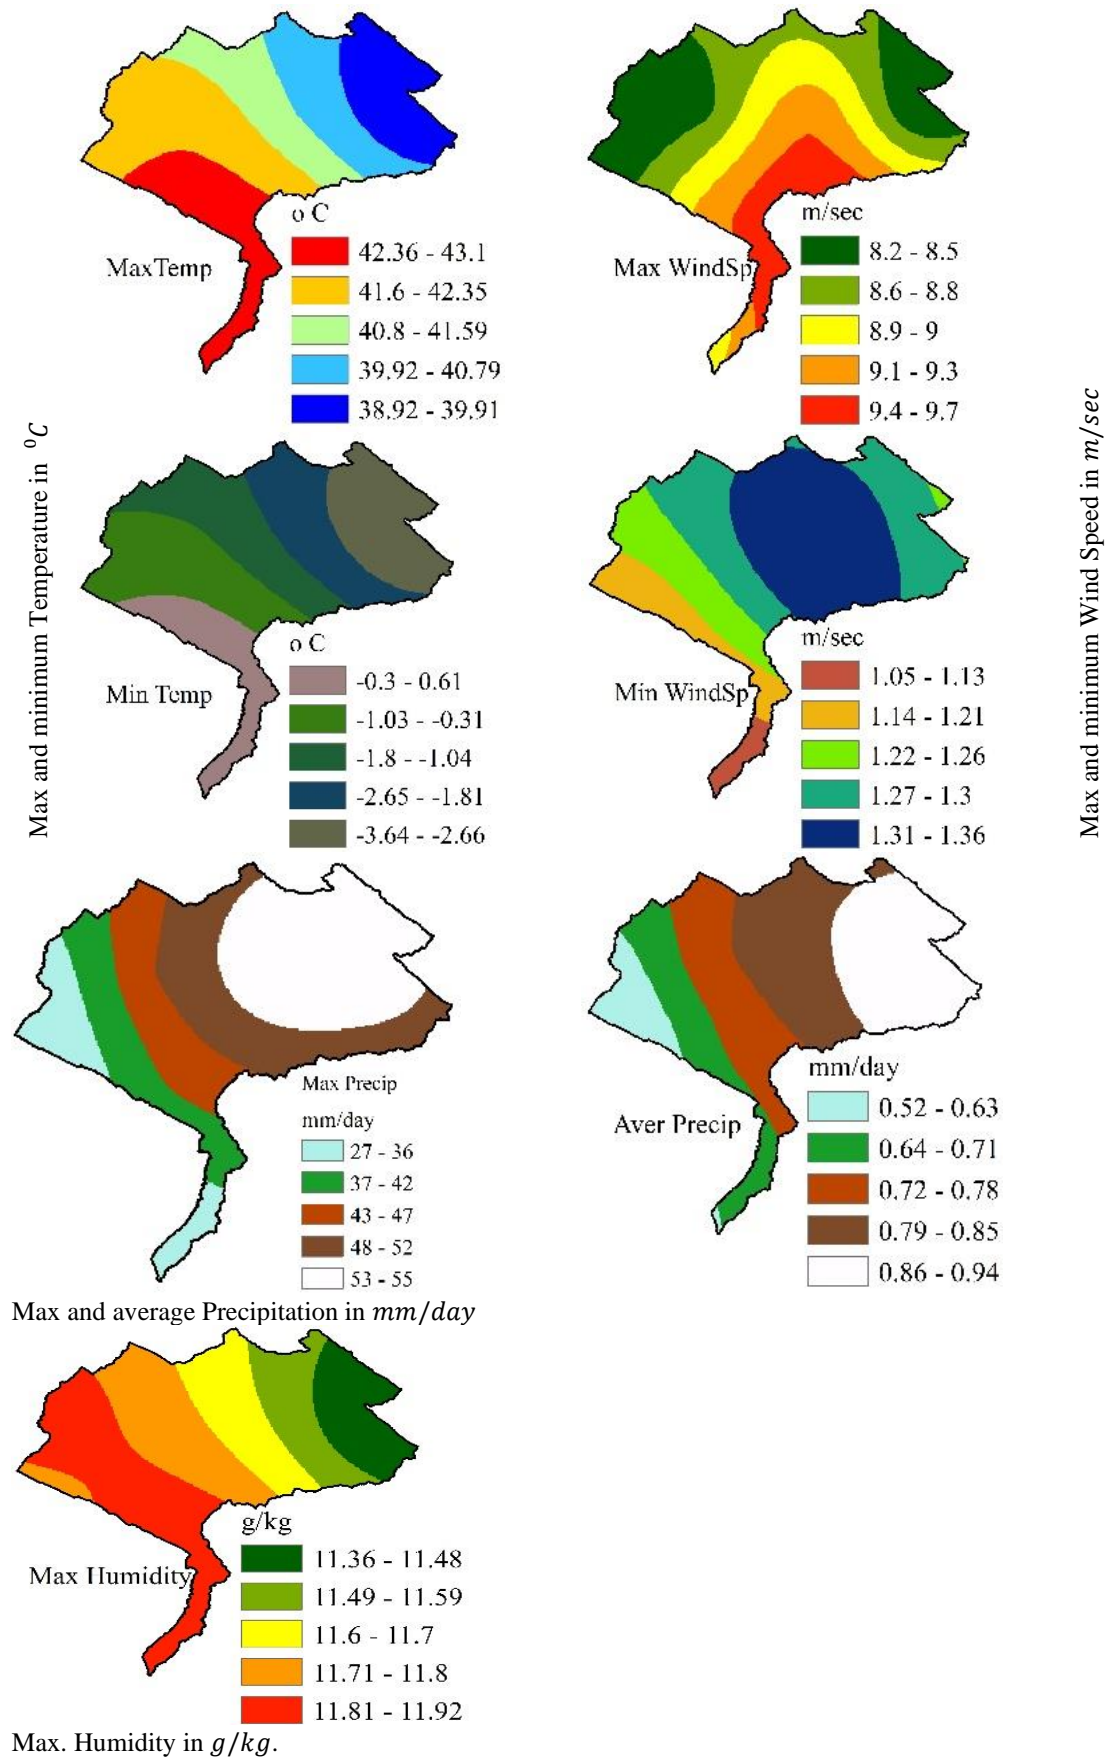 o C
MaxTemp
42.36 - 43.1
41.6 - 42.35
40.8 - 41.59
39.92 - 40.79
38.92 - 39.91
m/sec
Max WindSp
8.2 - 8.5
8.6 - 8.8
8.9 - 9
9.1 - 9.3
9.4 - 9.7
Max and minimum Temperature in ⁰C
o C
Min Temp
-0.3 - 0.61
-1.03 - -0.31
-1.8 - -1.04
-2.65 - -1.81
-3.64 - -2.66
m/sec
Min WindSp
1.05 - 1.13
1.14 - 1.21
1.22 - 1.26
1.27 - 1.3
1.31 - 1.36
Max and minimum Wind Speed in m/sec
Max Precip
mm/day
27 - 36
37 - 42
43 - 47
48 - 52
53 - 55
mm/day
Aver Precip
0.52 - 0.63
0.64 - 0.71
0.72 - 0.78
0.79 - 0.85
0.86 - 0.94
Max and average Precipitation in mm/day
g/kg
Max Humidity
11.36 - 11.48
11.49 - 11.59
11.6 - 11.7
11.71 - 11.8
11.81 - 11.92
Max. Humidity in g/kg.